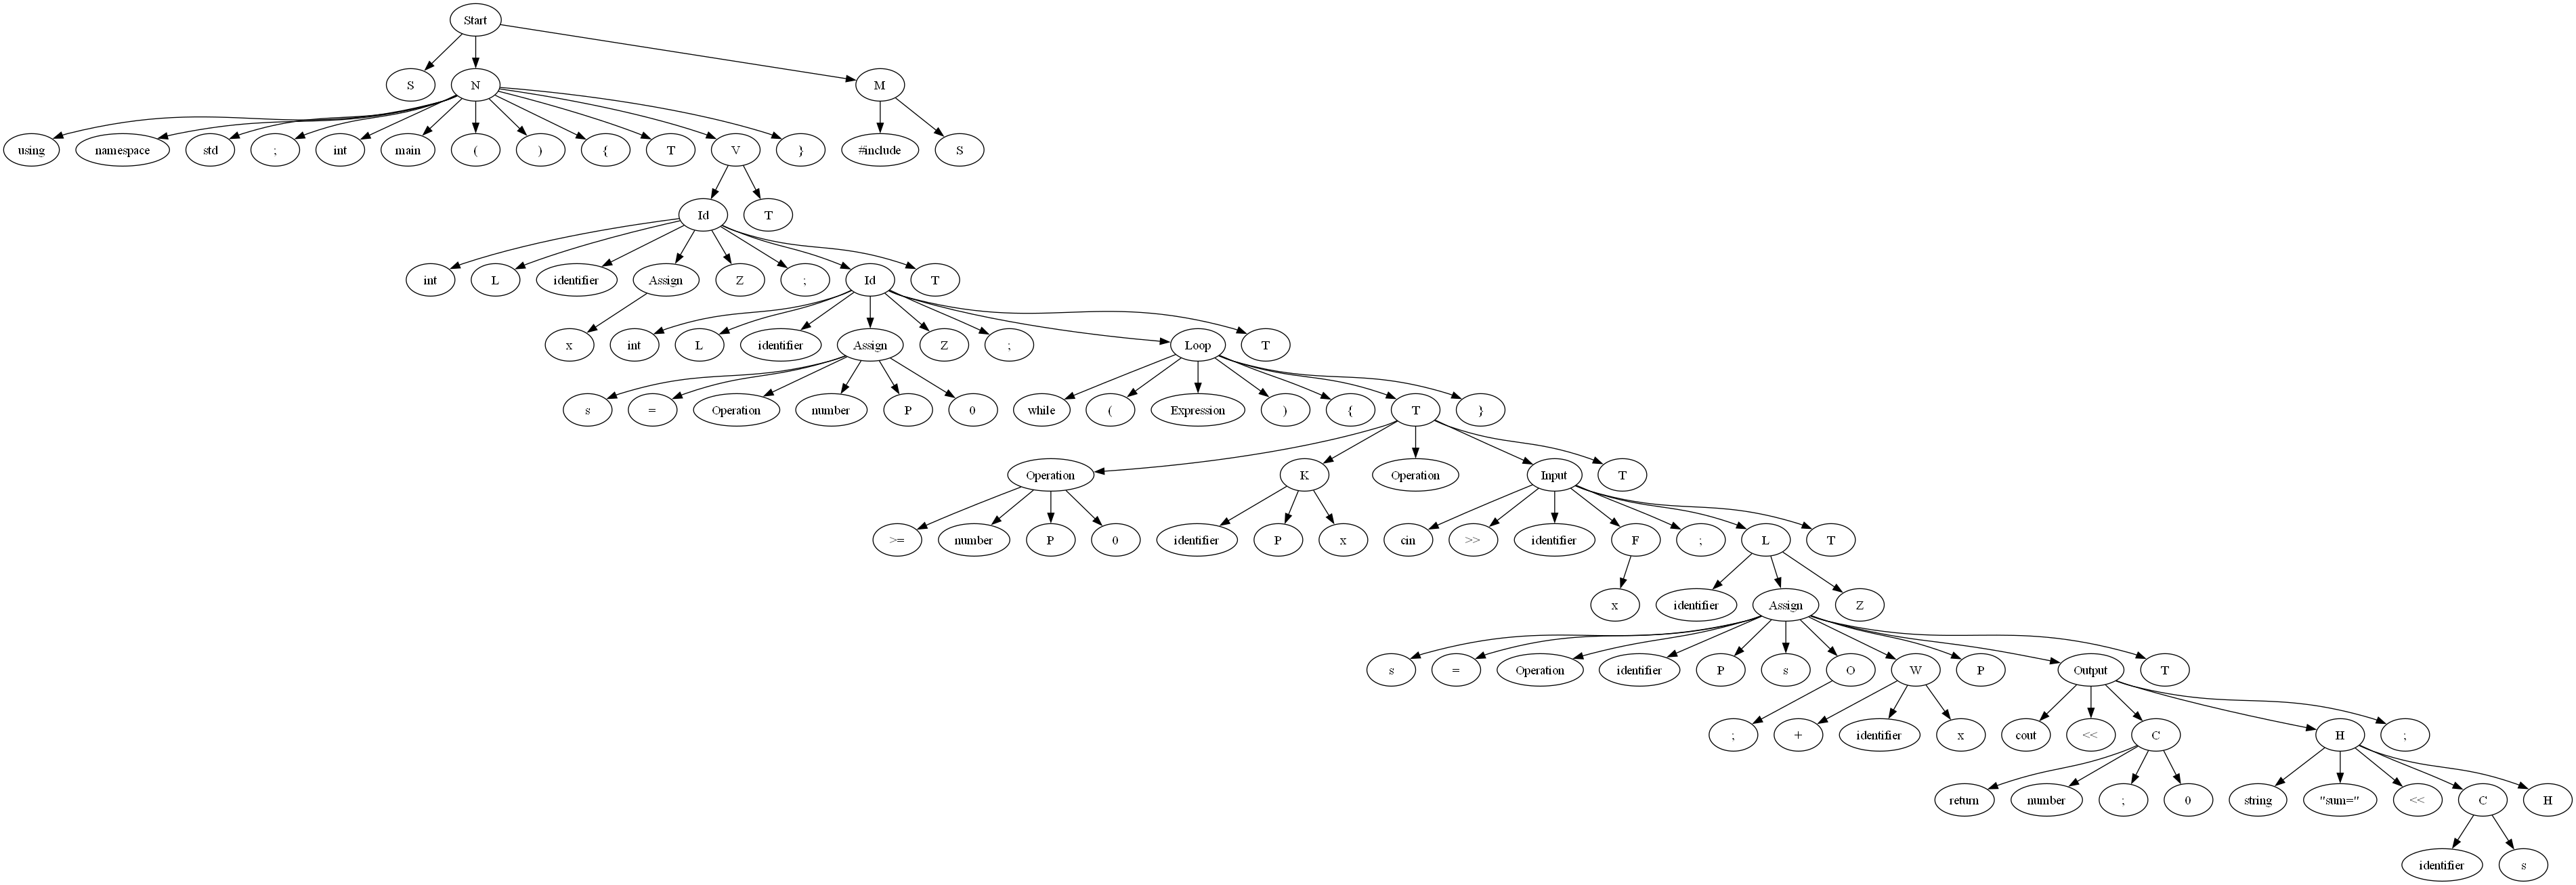 Start
S N M
using namespace std ; int main ( ) { T V } #include S
Id T
int L identifier Assign Z ; Id T
x int L identifier Assign Z ; Loop T
s = Operation number P 0 while ( Expression ) { T }
Operation K Operation Input T
>= number P 0 identifier P x cin >> identifier F ; L T
x identifier Assign Z
s = Operation identifier P s O W P Output T
; + identifier x cout << C H ;
return number ; 0 string "sum=" << C H
identifier s